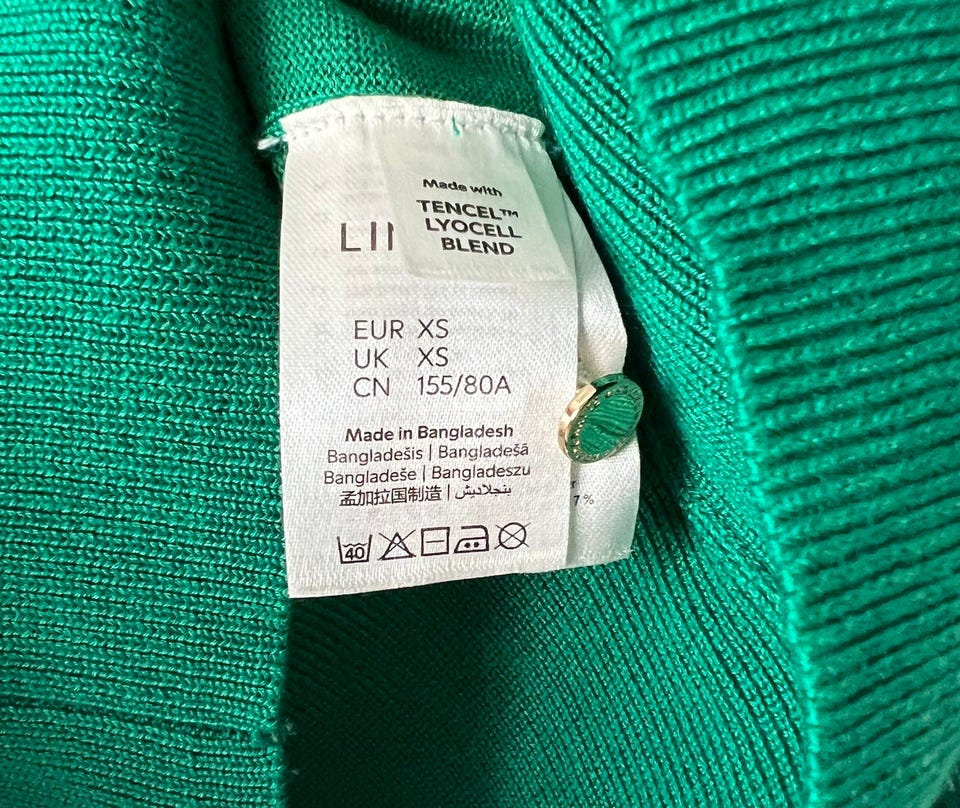 Made with
TENCEL™
LYOCELL
BLEND
EUR XS
UK XS
CN 155/80A
Made in Bangladesh
Bangladešis | Bangladešā
Bangladeše | Bangladeszu
孟加拉国制造 | بنجلاديش
7%
40